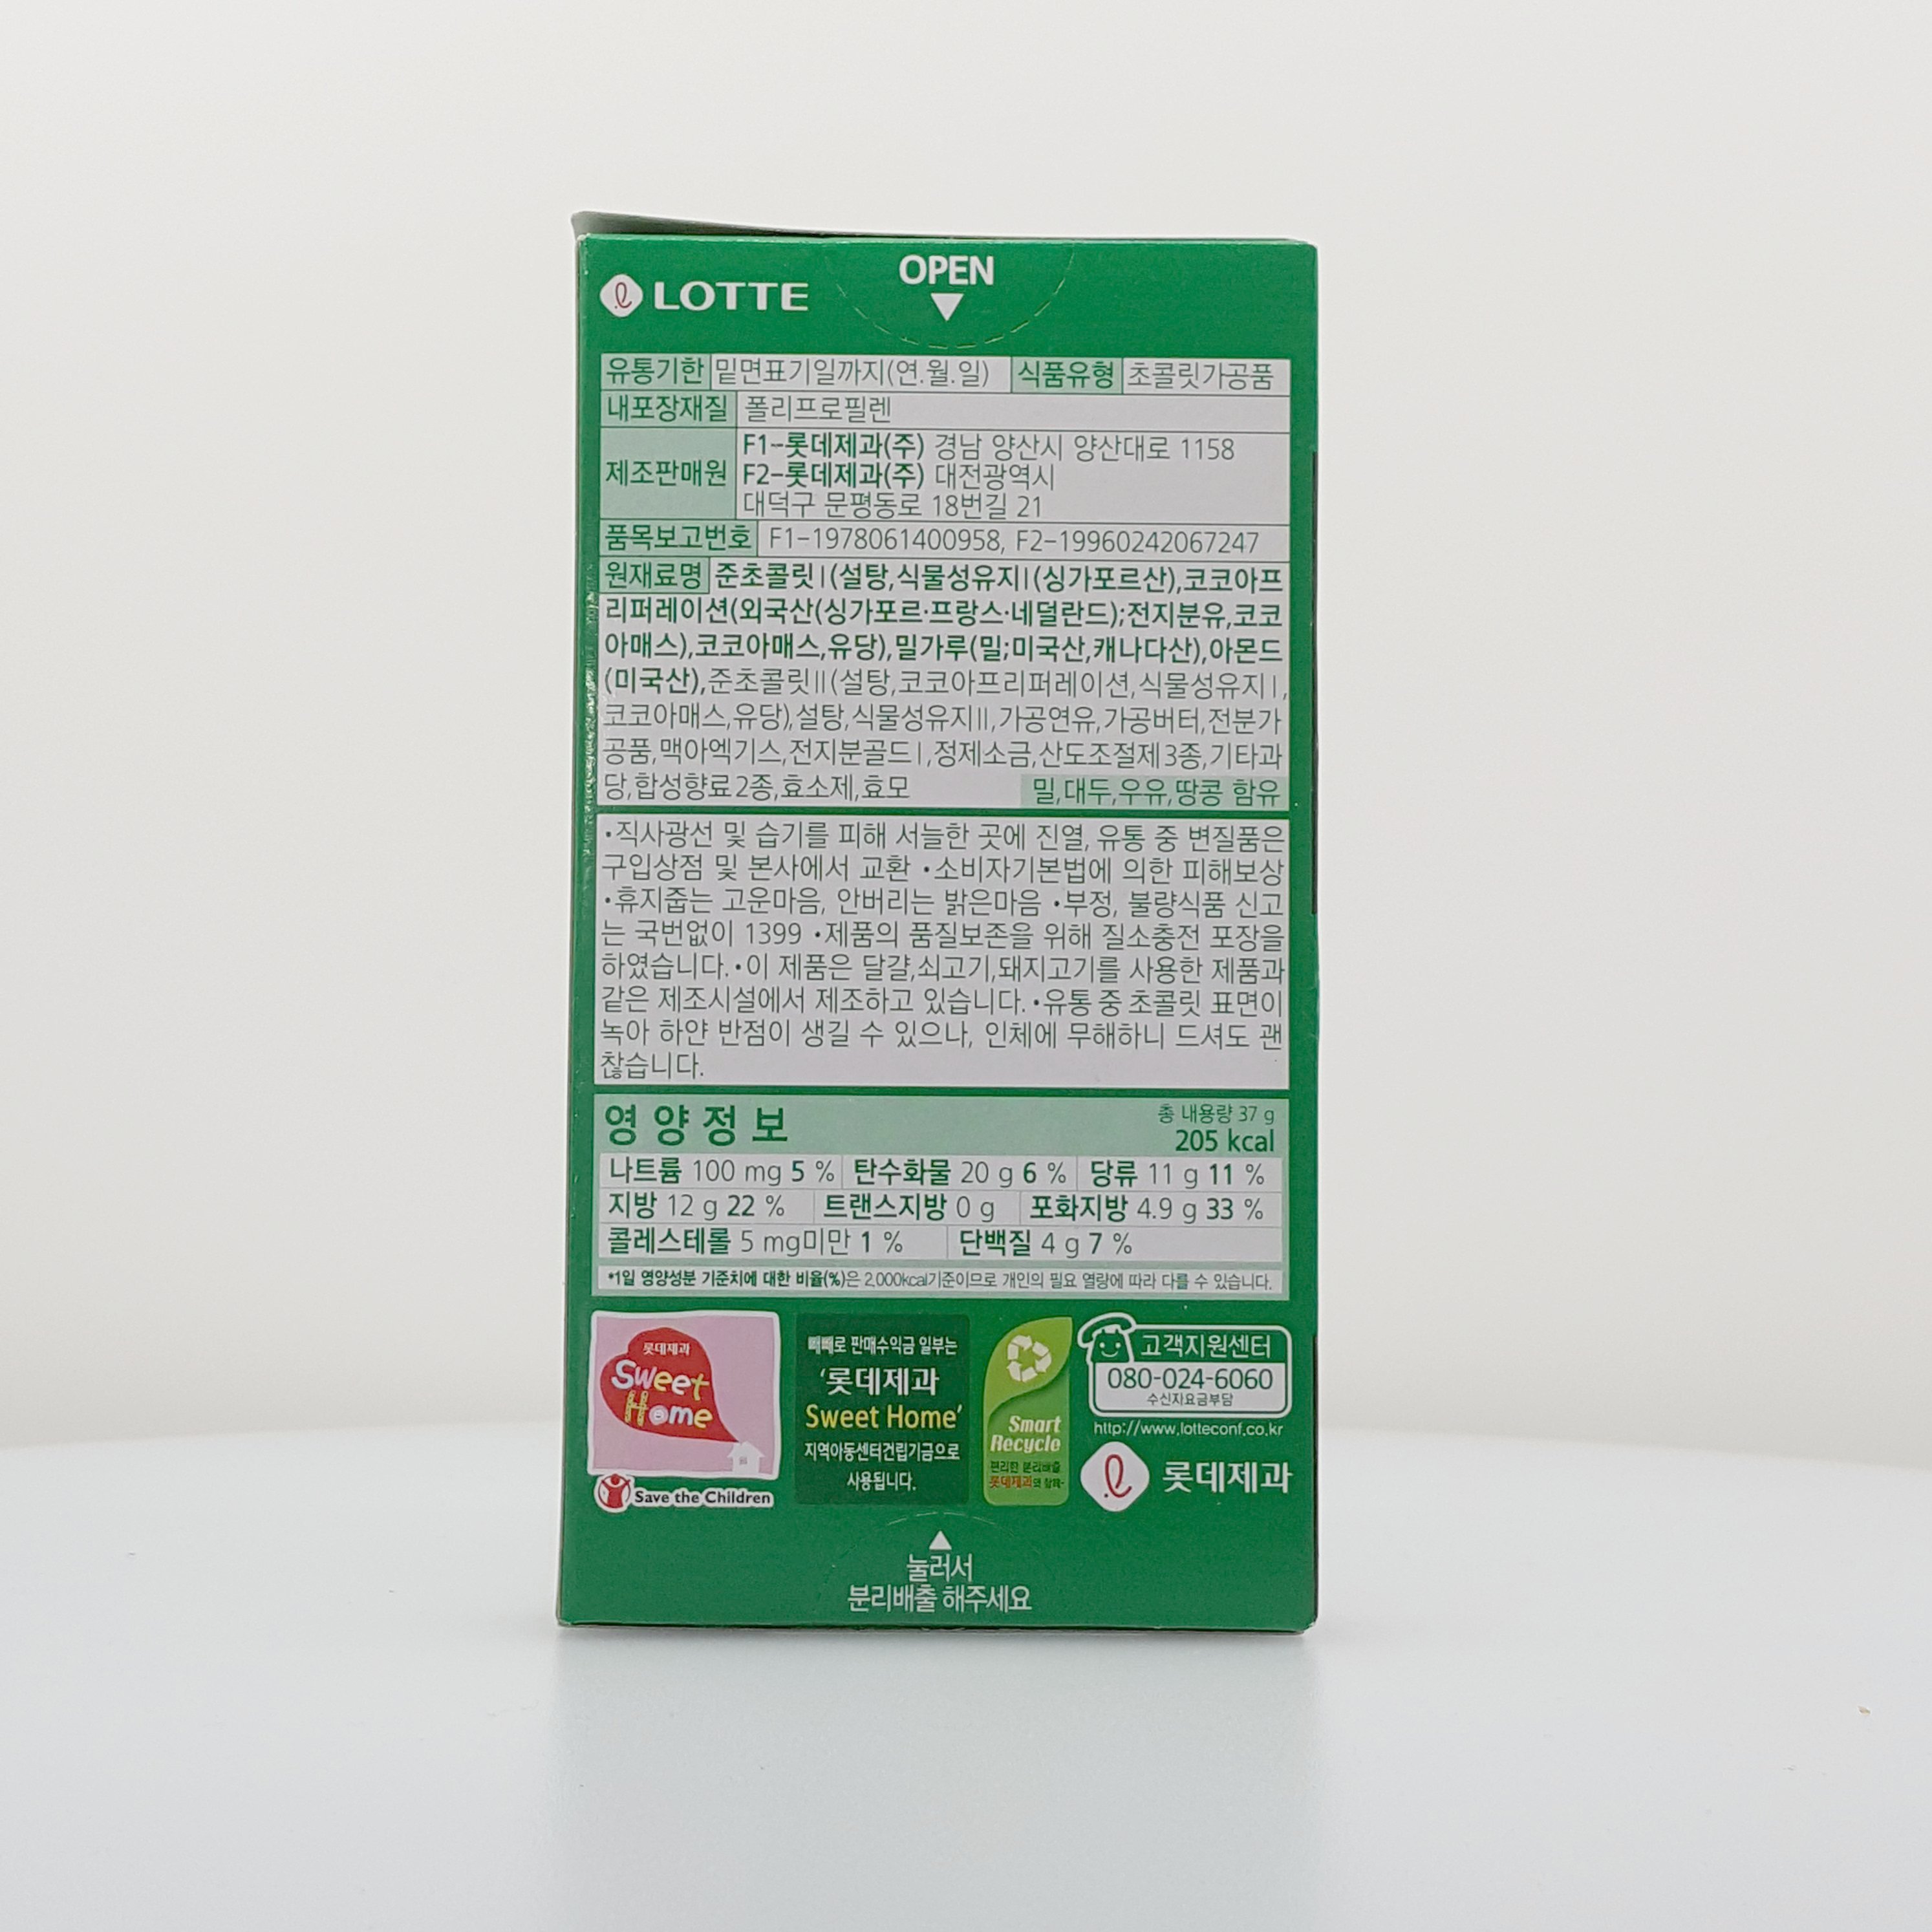 LOTTE
OPEN
유통기한 밑면표기일까지(연.월.일) 식품유형 초콜릿가공품
내포장재질 폴리프로필렌
제조판매원
F1-롯데제과(주) 경남 양산시 양산대로 1158
F2-롯데제과(주) 대전광역시
대덕구 문평동로 18번길 21
품목보고번호 F1-1978061400958, F2-19960242067247
원재료명 준초콜릿Ⅰ(설탕,식물성유지Ⅰ(싱가포르산),코코아프
리퍼레이션(외국산(싱가포르·프랑스·네덜란드);전지분유,코코
아매스),코코아매스,유당),밀가루(밀;미국산,캐나다산),아몬드
(미국산),준초콜릿Ⅱ(설탕,코코아프리퍼레이션,식물성유지Ⅰ,
코코아매스,유당),설탕,식물성유지Ⅱ,가공연유,가공버터,전분가
공품,맥아엑기스,전지분골드Ⅰ,정제소금,산도조절제3종,기타과
당,합성향료2종,효소제,효모 밀,대두,우유,땅콩 함유
•직사광선 및 습기를 피해 서늘한 곳에 진열, 유통 중 변질품은
구입상점 및 본사에서 교환 •소비자기본법에 의한 피해보상
•휴지줍는 고운마음, 안버리는 밝은마음 •부정, 불량식품 신고
는 국번없이 1399 •제품의 품질보존을 위해 질소충전 포장을
하였습니다.•이 제품은 달걀,쇠고기,돼지고기를 사용한 제품과
같은 제조시설에서 제조하고 있습니다.•유통 중 초콜릿 표면이
녹아 하얀 반점이 생길 수 있으나, 인체에 무해하니 드셔도 괜
찮습니다.
영양정보
총 내용량 37 g
205 kcal
나트륨 100 mg 5 % 탄수화물 20 g 6 % 당류 11 g 11 %
지방 12 g 22 % 트랜스지방 0 g 포화지방 4.9 g 33 %
콜레스테롤 5 mg미만 1 % 단백질 4 g 7 %
*1일 영양성분 기준치에 대한 비율(%)은 2,000kcal기준이므로 개인의 필요 열량에 따라 다를 수 있습니다.
롯데제과
Sweet
Home
Save the Children
빼빼로 판매수익금 일부는
'롯데제과
Sweet Home'
지역아동센터건립기금으로
사용됩니다.
Smart
Recycle
편리한 분리배출
롯데제과와 함께~
고객지원센터
080-024-6060
수신자요금부담
http://www.lotteconf.co.kr
롯데제과
눌러서
분리배출 해주세요